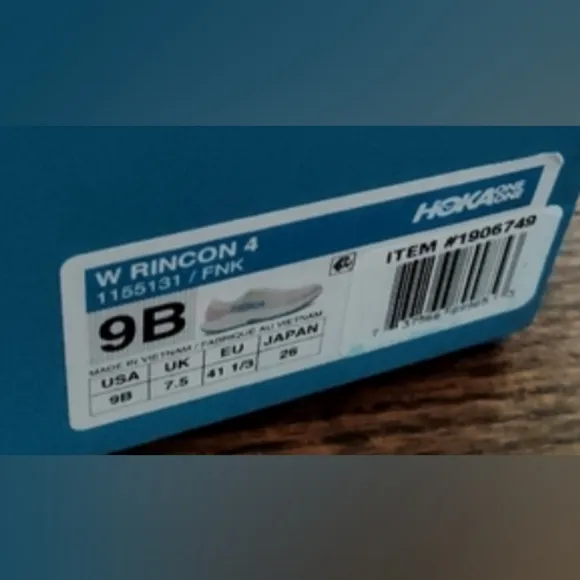 HOKA ONE ONE
W RINCON 4
1155131 / FNK
9B
MADE IN VIETNAM / FABRIQUE AU VIETNAM
USA UK EU JAPAN
9B 7.5 41 1/3 26
ITEM #1906749